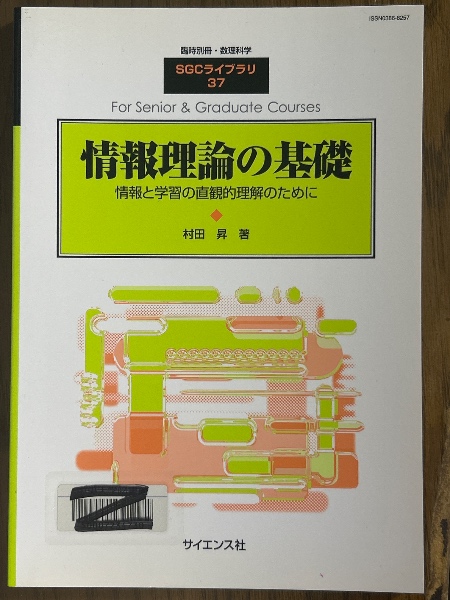 ISSN0386-8257
臨時別冊・数理科学
SGCライブラリ
37
For Senior & Graduate Courses
情報理論の基礎
情報と学習の直観的理解のために
村田 昇 著
サイエンス社